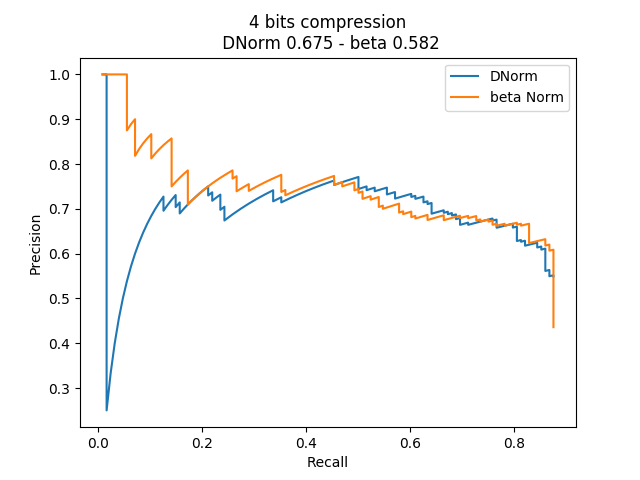 4 bits compression
DNorm 0.675 - beta 0.582
DNorm
beta Norm
1.0
0.9
0.8
0.7
0.6
0.5
0.4
0.3
Precision
0.0 0.2 0.4 0.6 0.8
Recall